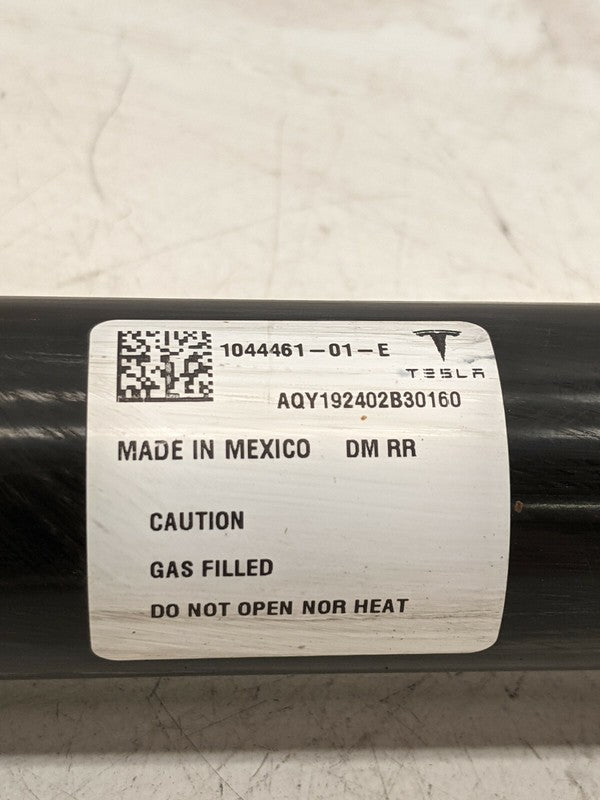 1044461-01-E
TESLA
AQY192402B30160
MADE IN MEXICO DM RR
CAUTION
GAS FILLED
DO NOT OPEN NOR HEAT